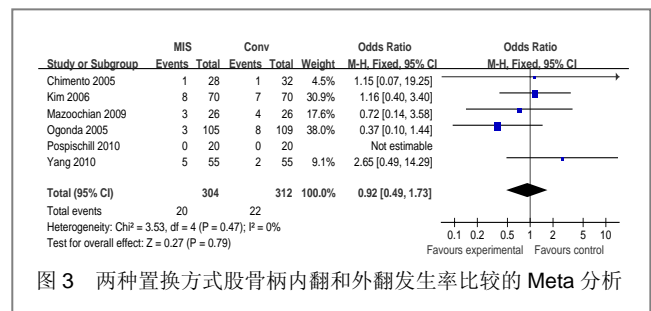 MIS Conv Odds Ratio Odds Ratio
Study or Subgroup Events Total Events Total Weight M-H, Fixed, 95% CI M-H, Fixed, 95% CI
Chimento 2005 1 28 1 32 4.5% 1.15 [0.07, 19.25]
Kim 2006 8 70 7 70 30.9% 1.16 [0.40, 3.40]
Mazoochian 2009 3 26 4 26 17.6% 0.72 [0.14, 3.58]
Ogonda 2005 3 105 8 109 38.0% 0.37 [0.10, 1.44]
Pospischill 2010 0 20 0 20 Not estimable
Yang 2010 5 55 2 55 9.1% 2.65 [0.49, 14.29]
Total (95% CI) 304 312 100.0% 0.92 [0.49, 1.73]
Total events 20 22
Heterogeneity: Chi² = 3.53, df = 4 (P = 0.47); I² = 0%
Test for overall effect: Z = 0.27 (P = 0.79)
0.1 0.2 0.5 1 2 5 10
Favours experimental Favours control
图 3 两种置换方式股骨柄内翻和外翻发生率比较的 Meta 分析